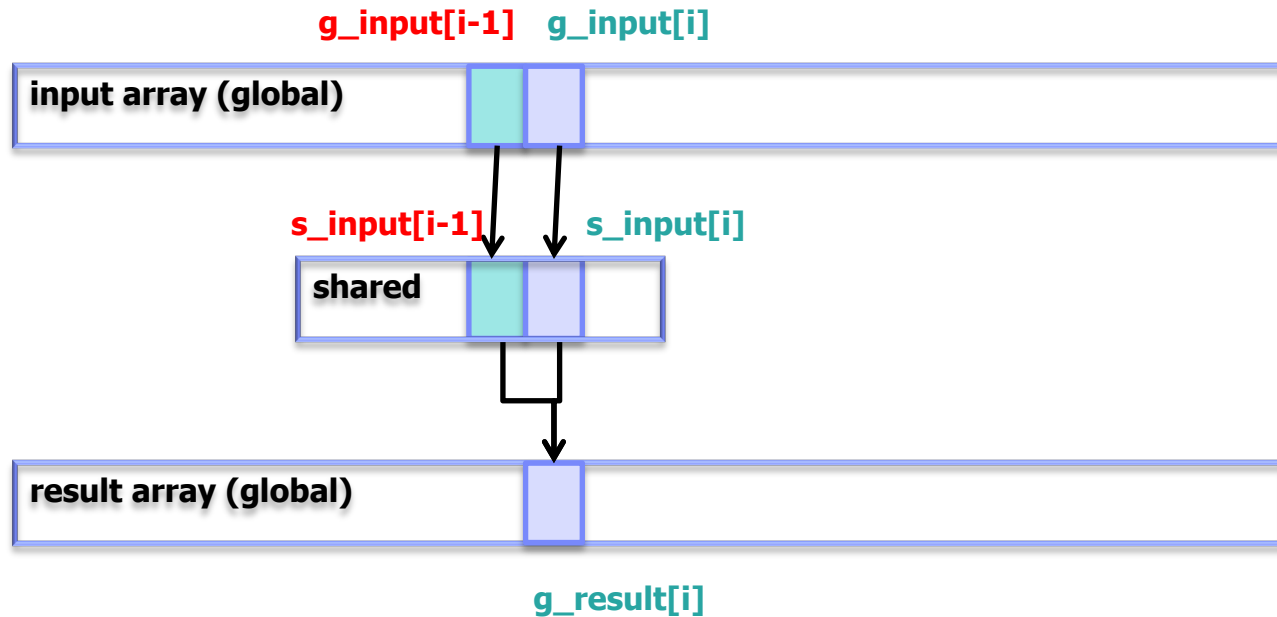 g_input[i-1] g_input[i]
input array (global)
s_input[i-1] s_input[i]
shared
result array (global)
g_result[i]